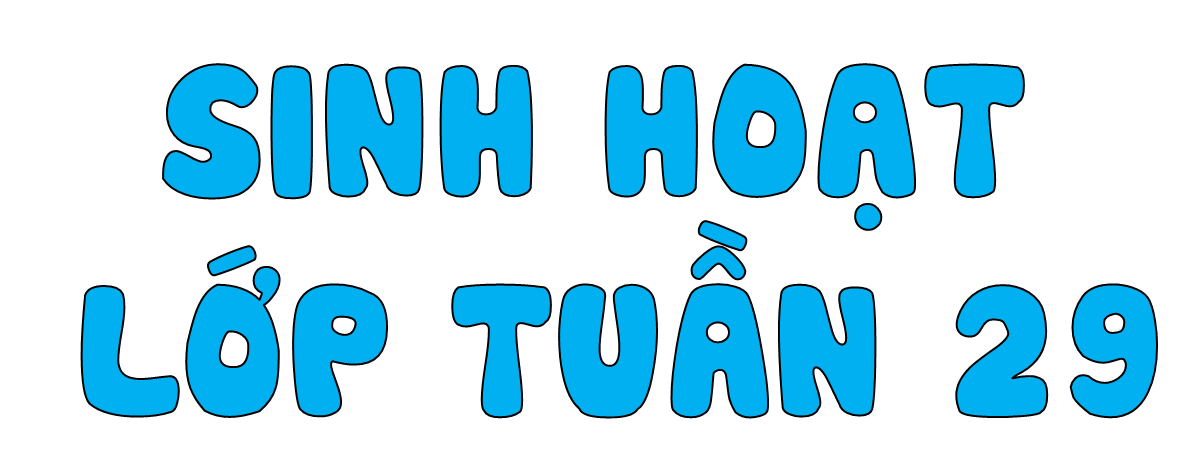 SINH HOẠT
LỚP TUẦN 29